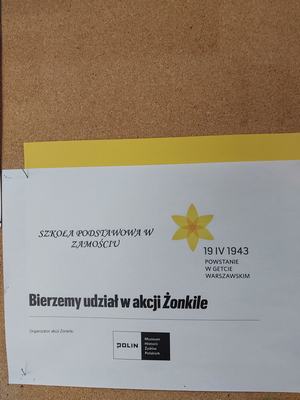 SZKOŁA PODSTAWOWA W
ZAMOŚCIU
19 IV 1943
POWSTANIE
W GETCIE
WARSZAWSKIM
Bierzemy udział w akcji Żonkile
Organizator akcji Żonkile:
POLIN
Muzeum
Historii
Żydów
Polskich